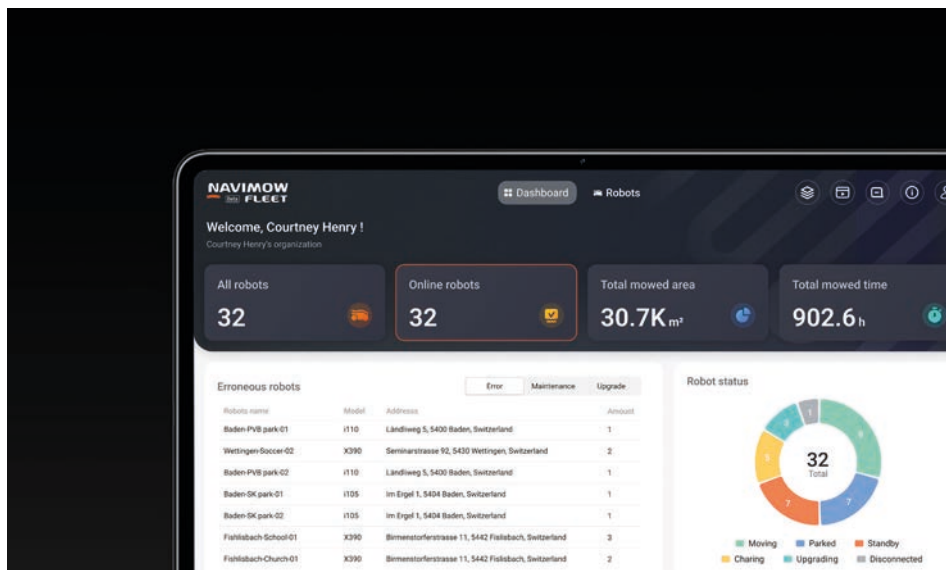 NAVIMOW
Beta FLEET
Dashboard
Robots
Welcome, Courtney Henry !
Courtney Henry's organization
All robots
32
Online robots
32
Total mowed area
30.7K m²
Total mowed time
902.6 h
Erroneous robots
Error Maintenance Upgrade
Robots name Model Addresss Amount
Baden-PVB park-01 i110 Ländliweg 5, 5400 Baden, Switzerland 1
Wettingen-Soccer-02 X390 Seminarstrasse 92, 5430 Wettingen, Switzerland 2
Baden-PVB park-02 i110 Ländliweg 5, 5400 Baden, Switzerland 1
Baden-SK park-01 i105 Im Ergel 1, 5404 Baden, Switzerland 1
Baden-SK park-02 i105 Im Ergel 1, 5404 Baden, Switzerland 1
Fishlisbach-School-01 X390 Birmenstorferstrasse 11, 5442 Fislisbach, Switzerland 3
Fishlisbach-Church-01 X390 Birmenstorferstrasse 11, 5442 Fislisbach, Switzerland 2
Robot status
1
8
7
7
5
32
Total
Moving Parked Standby
Charing Upgrading Disconnected